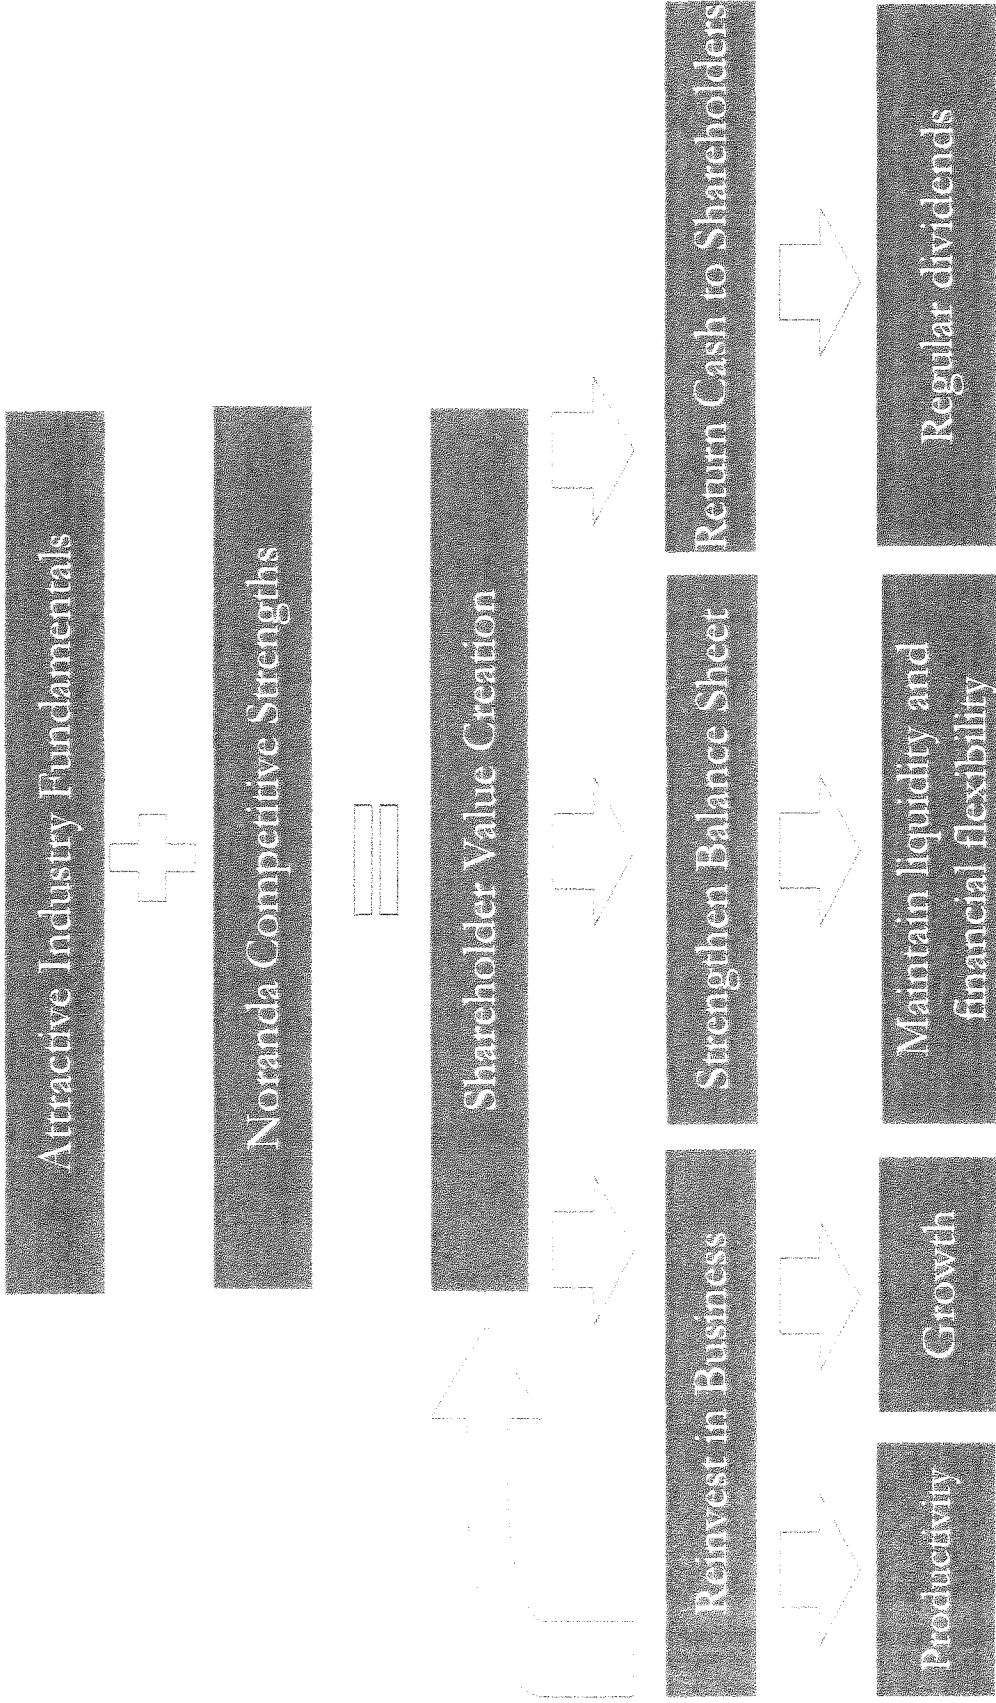 Attractive Industry Fundamentals
Noranda Competitive Strengths
Shareholder Value Creation
Reinvest in Business
Strengthen Balance Sheet
Return Cash to Shareholders
Productivity
Growth
Maintain liquidity and
financial flexibility
Regular dividends